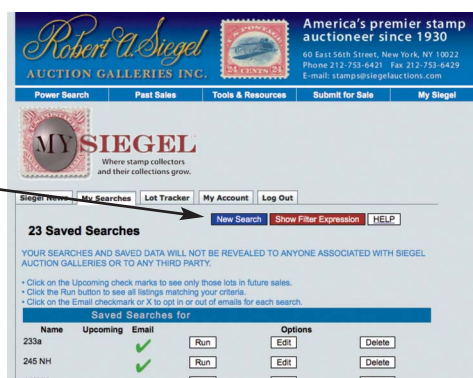 Robert A. Siegel
AUCTION GALLERIES INC.
24 CENTS 24
America's premier stamp
auctioneer since 1930
60 East 56th Street, New York, NY 10022
Phone 212-753-6421 Fax 212-753-6429
E-mail: stamps@siegelauctions.com
Power Search Past Sales Tools & Resources Submit for Sale My Siegel
MY SIEGEL
Where stamp collectors
and their collections grow.
Siegel News My Searches Lot Tracker My Account Log Out
New Search Show Filter Expression HELP
23 Saved Searches
YOUR SEARCHES AND SAVED DATA WILL NOT BE REVEALED TO ANYONE ASSOCIATED WITH SIEGEL
AUCTION GALLERIES OR TO ANY THIRD PARTY.
• Click on the Upcoming check marks to see only those lots in future sales.
• Click the Run button to see all listings matching your criteria.
• Click on the Email checkmark or X to opt in or out of emails for each search.
Saved Searches for
Name Upcoming Email Options
233a Run Edit Delete
245 NH Run Edit Delete